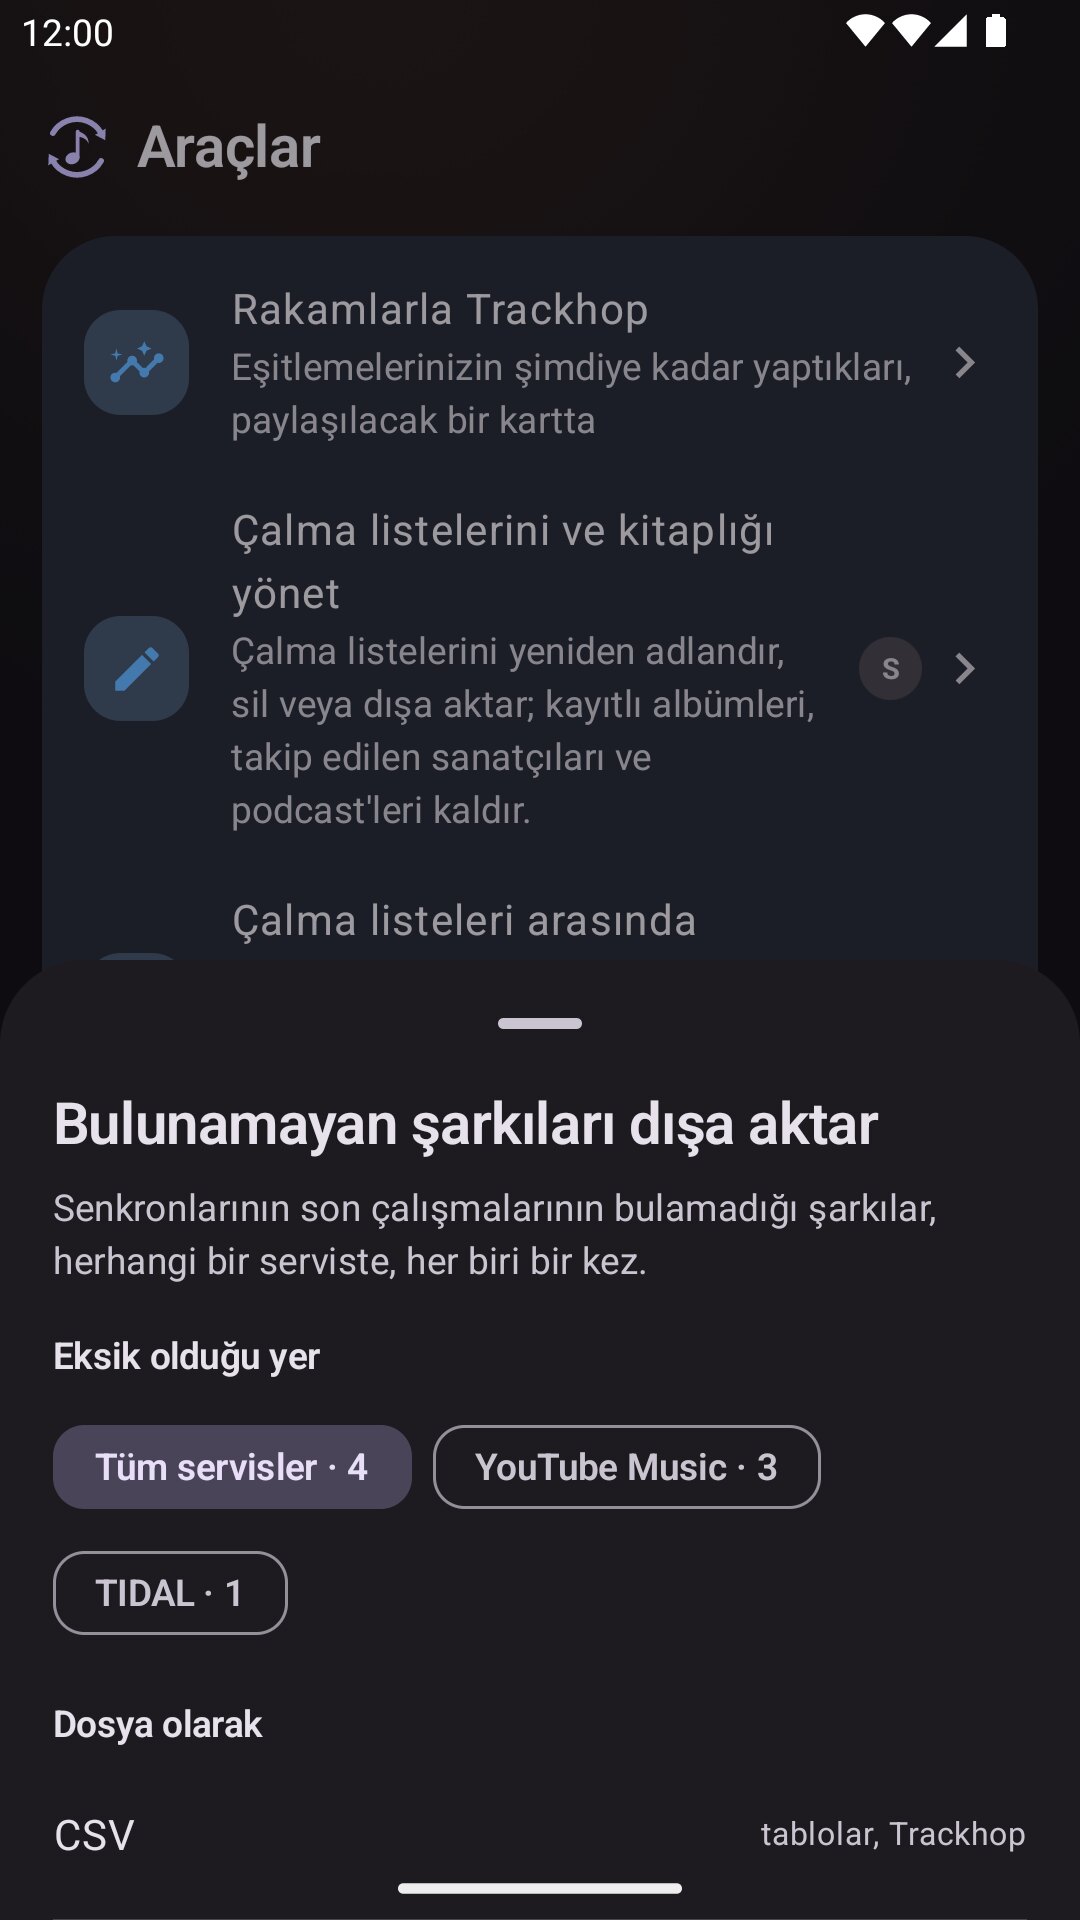 12:00
Araçlar
Rakamlarla Trackhop
Eşitlemelerinizin şimdiye kadar yaptıkları,
paylaşılacak bir kartta
Çalma listelerini ve kitaplığı
yönet
Çalma listelerini yeniden adlandır,
sil veya dışa aktar; kayıtlı albümleri,
takip edilen sanatçıları ve
podcast'leri kaldır.
S
Çalma listeleri arasında
Bulunamayan şarkıları dışa aktar
Senkronlarının son çalışmalarının bulamadığı şarkılar,
herhangi bir serviste, her biri bir kez.
Eksik olduğu yer
Tüm servisler · 4
YouTube Music · 3
TIDAL · 1
Dosya olarak
CSV
tablolar, Trackhop